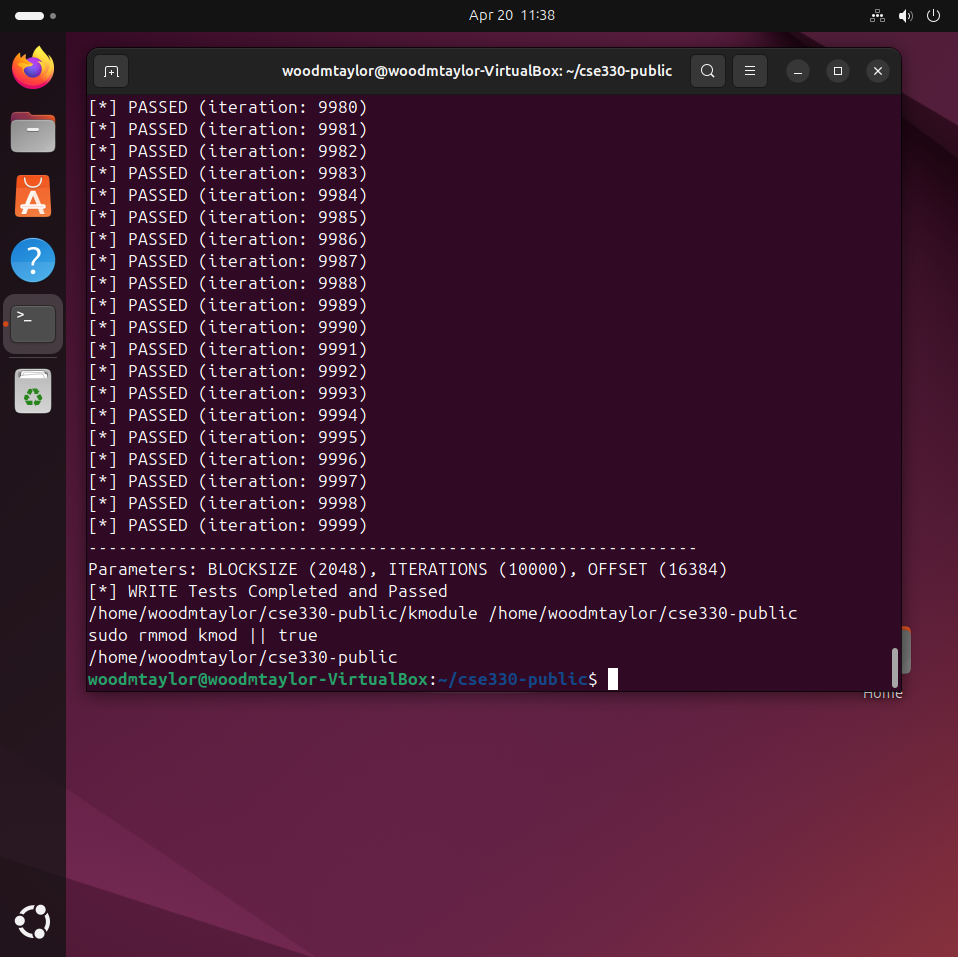 Apr 20 11:38
woodmtaylor@woodmtaylor-VirtualBox: ~/cse330-public
[*] PASSED (iteration: 9980)
[*] PASSED (iteration: 9981)
[*] PASSED (iteration: 9982)
[*] PASSED (iteration: 9983)
[*] PASSED (iteration: 9984)
[*] PASSED (iteration: 9985)
[*] PASSED (iteration: 9986)
[*] PASSED (iteration: 9987)
[*] PASSED (iteration: 9988)
[*] PASSED (iteration: 9989)
[*] PASSED (iteration: 9990)
[*] PASSED (iteration: 9991)
[*] PASSED (iteration: 9992)
[*] PASSED (iteration: 9993)
[*] PASSED (iteration: 9994)
[*] PASSED (iteration: 9995)
[*] PASSED (iteration: 9996)
[*] PASSED (iteration: 9997)
[*] PASSED (iteration: 9998)
[*] PASSED (iteration: 9999)
-------------------------------------------------------------
Parameters: BLOCKSIZE (2048), ITERATIONS (10000), OFFSET (16384)
[*] WRITE Tests Completed and Passed
/home/woodmtaylor/cse330-public/kmodule /home/woodmtaylor/cse330-public
sudo rmmod kmod || true
/home/woodmtaylor/cse330-public
woodmtaylor@woodmtaylor-VirtualBox:~/cse330-public$
Home